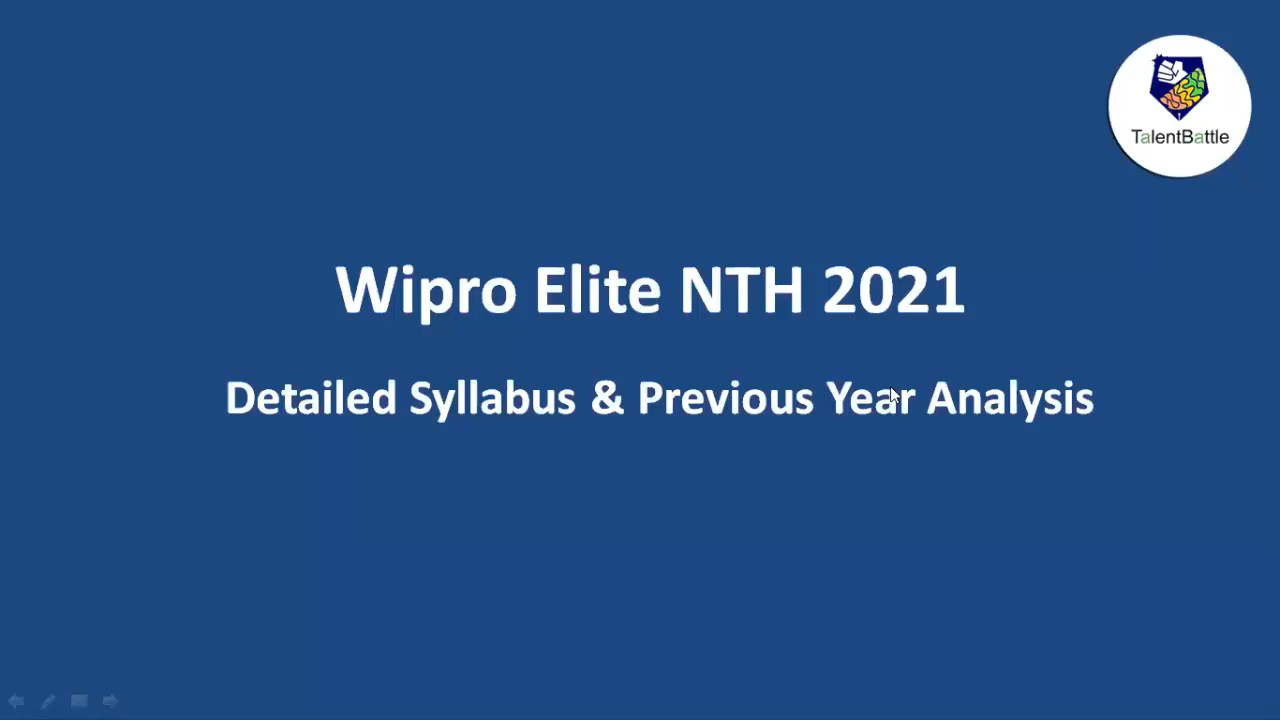 TalentBattle
Wipro Elite NTH 2021
Detailed Syllabus & Previous Year Analysis